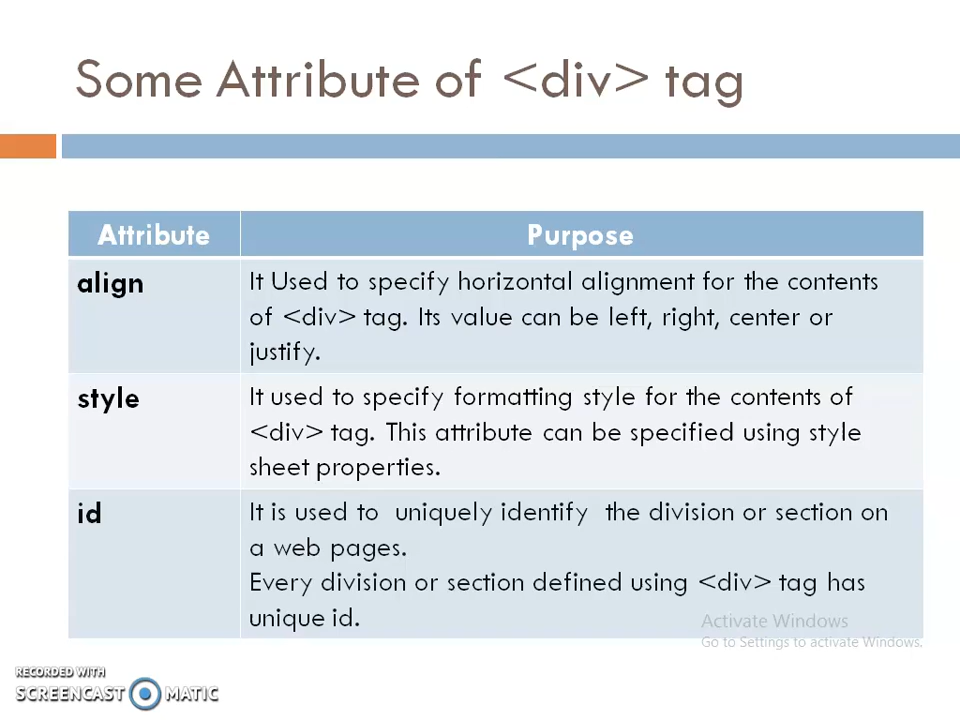 Some Attribute of <div> tag
Attribute Purpose
align It Used to specify horizontal alignment for the contents
of <div> tag. Its value can be left, right, center or
justify.
style It used to specify formatting style for the contents of
<div> tag. This attribute can be specified using style
sheet properties.
id It is used to  uniquely identify  the division or section on
a web pages.
Every division or section defined using <div> tag has
unique id.
Activate Windows
Go to Settings to activate Windows.
RECORDED WITH
SCREENCAST MATIC